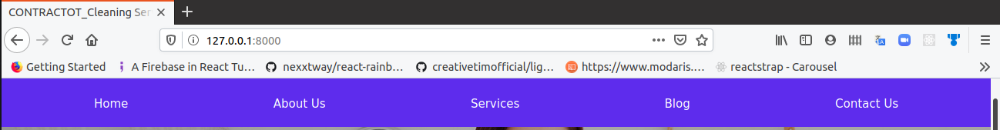 CONTRACTOT_Cleaning Ser
127.0.0.1:8000
Getting Started A Firebase in React Tu… nexxtway/react-rainb… creativetimofficial/lig… https://www.modaris.… reactstrap - Carousel
Home About Us Services Blog Contact Us